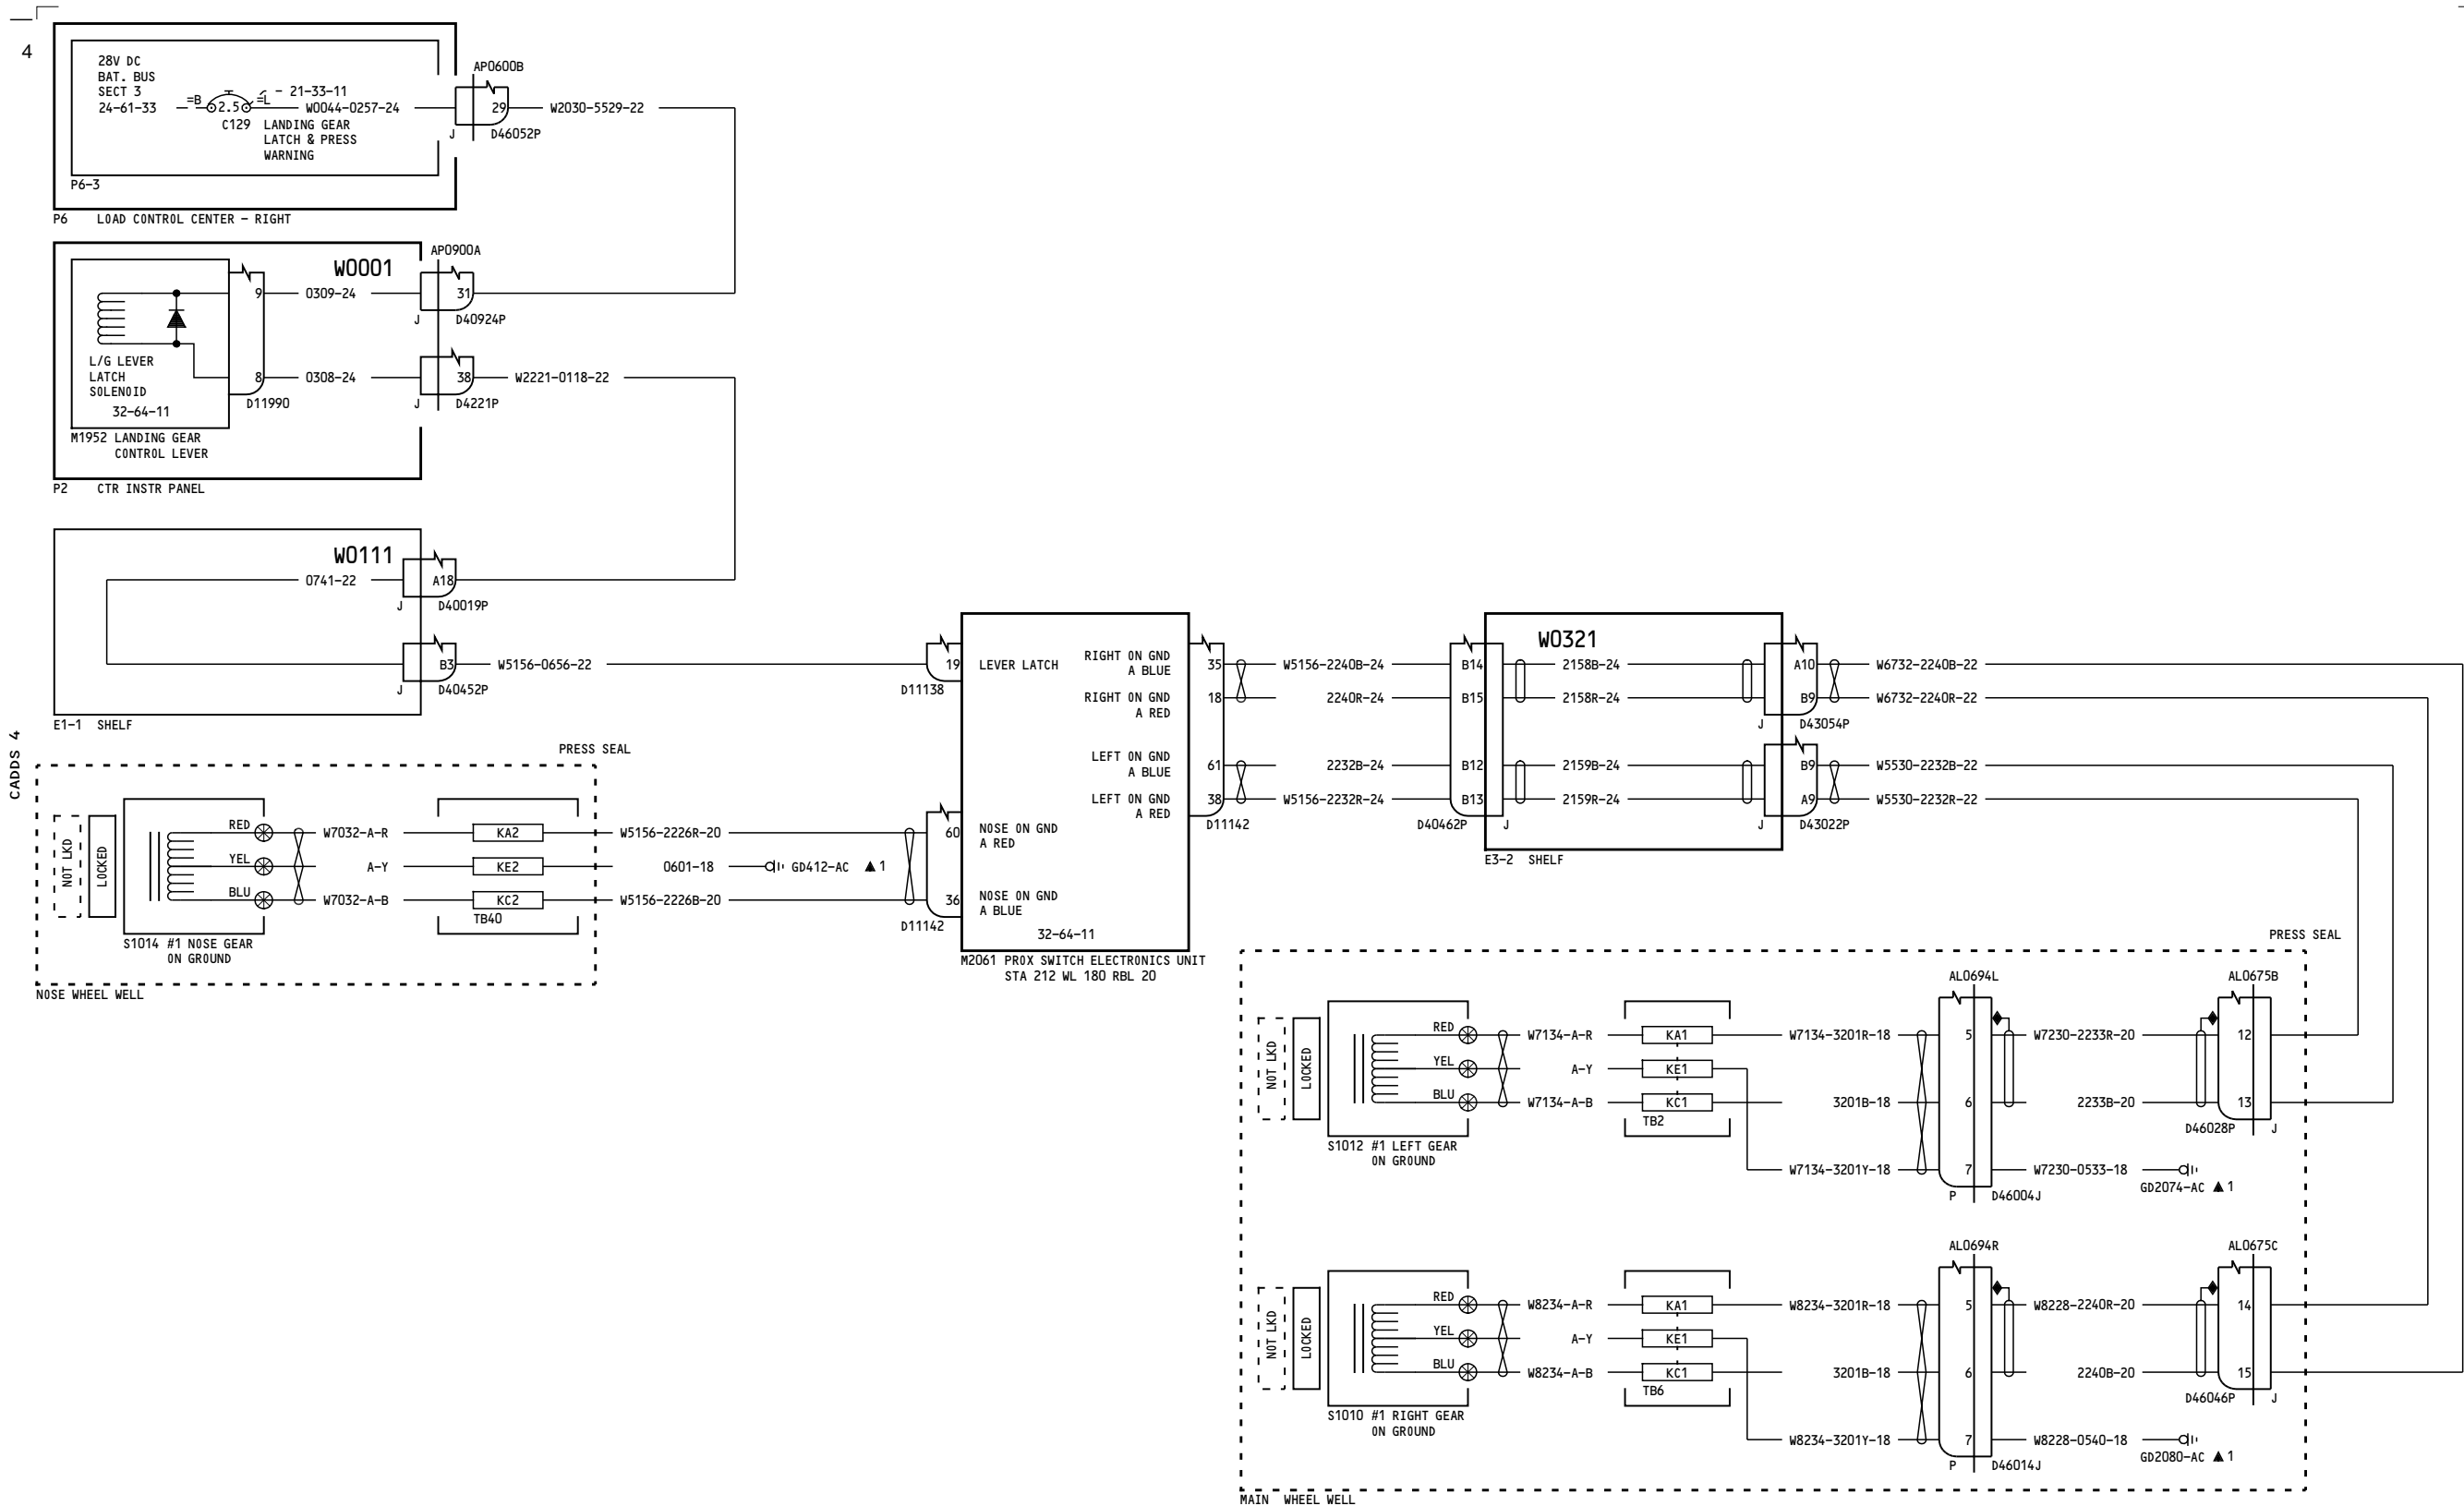 4
28V DC
BAT. BUS
SECT 3
24-61-33
=B
2.5
=L
- 21-33-11
W0044-0257-24
C129
LANDING GEAR
LATCH & PRESS
WARNING
P6-3
P6 LOAD CONTROL CENTER - RIGHT
AP0600B
29
J
D46052P
W2030-5529-22
W0001
AP0900A
9
0309-24
31
J
D40924P
L/G LEVER
LATCH
SOLENOID
32-64-11
8
0308-24
38
W2221-0118-22
D11990
J
D4221P
M1952 LANDING GEAR
CONTROL LEVER
P2 CTR INSTR PANEL
W0111
0741-22
A18
J
D40019P
B3
W5156-0656-22
J
D40452P
E1-1 SHELF
CADDS 4
PRESS SEAL
NOT LKD
LOCKED
RED
W7032-A-R
KA2
W5156-2226R-20
YEL
A-Y
KE2
0601-18
GD412-AC ▲1
BLU
W7032-A-B
KC2
W5156-2226B-20
TB40
S1014 #1 NOSE GEAR
ON GROUND
NOSE WHEEL WELL
19
LEVER LATCH
D11138
60
NOSE ON GND
A RED
36
NOSE ON GND
A BLUE
D11142
32-64-11
M2061 PROX SWITCH ELECTRONICS UNIT
STA 212 WL 180 RBL 20
RIGHT ON GND
A BLUE
35
W5156-2240B-24
B14
RIGHT ON GND
A RED
18
2240R-24
B15
LEFT ON GND
A BLUE
61
2232B-24
B12
LEFT ON GND
A RED
38
W5156-2232R-24
B13
D11142
D40462P
J
W0321
2158B-24
A10
W6732-2240B-22
2158R-24
B9
W6732-2240R-22
J
D43054P
2159B-24
B9
W5530-2232B-22
2159R-24
A9
W5530-2232R-22
J
D43022P
E3-2 SHELF
PRESS SEAL
AL0694L
AL0675B
NOT LKD
LOCKED
RED
W7134-A-R
KA1
W7134-3201R-18
5
W7230-2233R-20
12
YEL
A-Y
KE1
BLU
W7134-A-B
KC1
3201B-18
6
2233B-20
13
TB2
D46028P
J
S1012 #1 LEFT GEAR
ON GROUND
W7134-3201Y-18
7
W7230-0533-18
GD2074-AC ▲1
P
D46004J
AL0694R
AL0675C
NOT LKD
LOCKED
RED
W8234-A-R
KA1
W8234-3201R-18
5
W8228-2240R-20
14
YEL
A-Y
KE1
BLU
W8234-A-B
KC1
3201B-18
6
2240B-20
15
TB6
D46046P
J
S1010 #1 RIGHT GEAR
ON GROUND
W8234-3201Y-18
7
W8228-0540-18
GD2080-AC ▲1
P
D46014J
MAIN WHEEL WELL